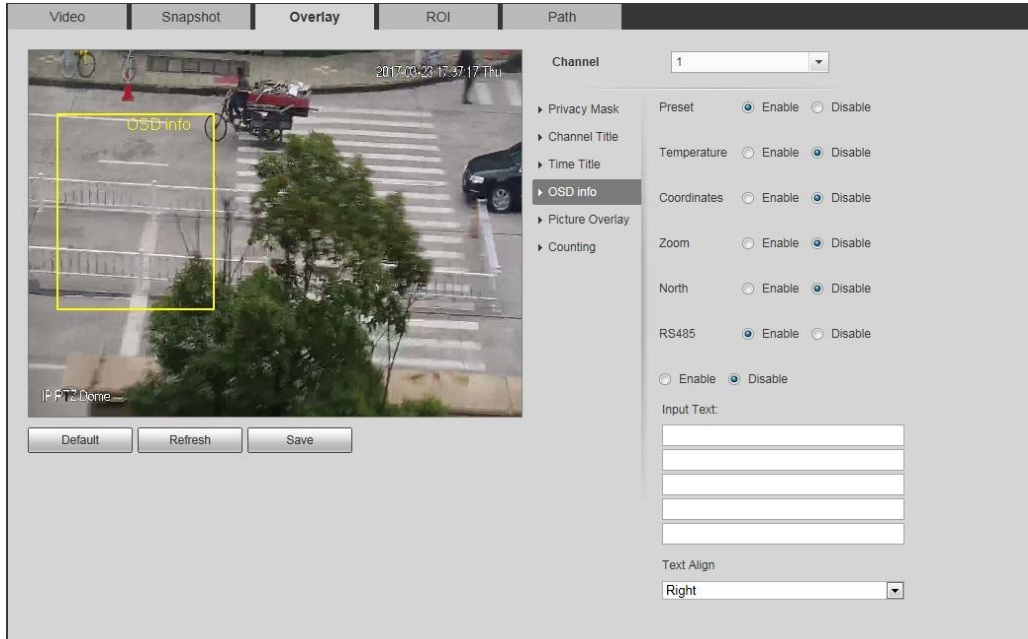 Video Snapshot Overlay ROI Path
2017-03-23 17:37:17 Thu
OSD info
IP PTZ Dome
Default Refresh Save
Channel 1
Privacy Mask
Channel Title
Time Title
OSD info
Picture Overlay
Counting
Preset Enable Disable
Temperature Enable Disable
Coordinates Enable Disable
Zoom Enable Disable
North Enable Disable
RS485 Enable Disable
Enable Disable
Input Text:
Text Align
Right